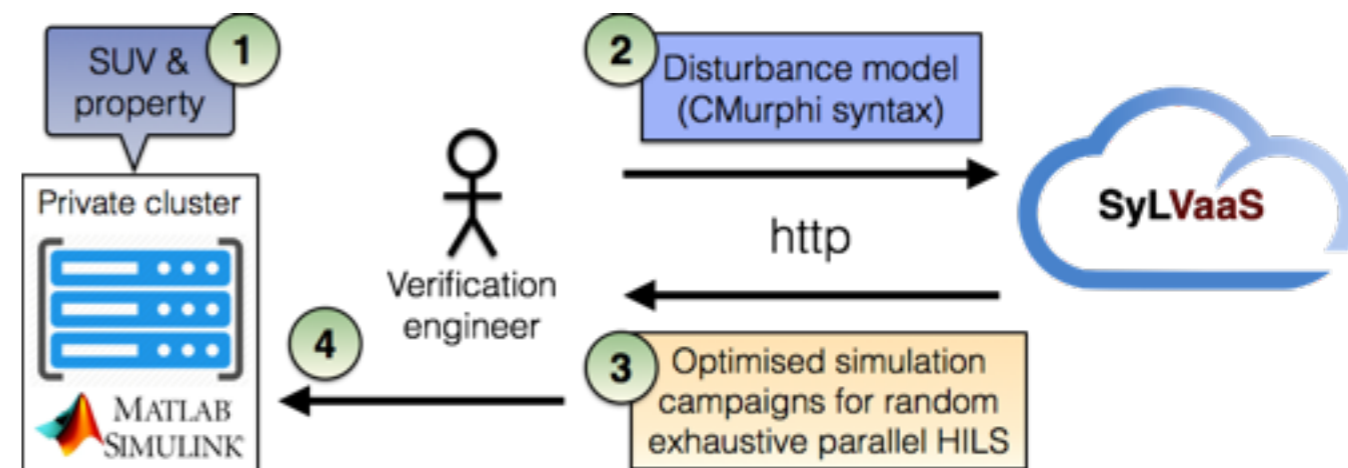 SUV &
property
1
Private cluster
MATLAB
SIMULINK
Verification
engineer
2
Disturbance model
(CMurphi syntax)
http
SyLVaaS
3
Optimised simulation
campaigns for random
exhaustive parallel HILS
4